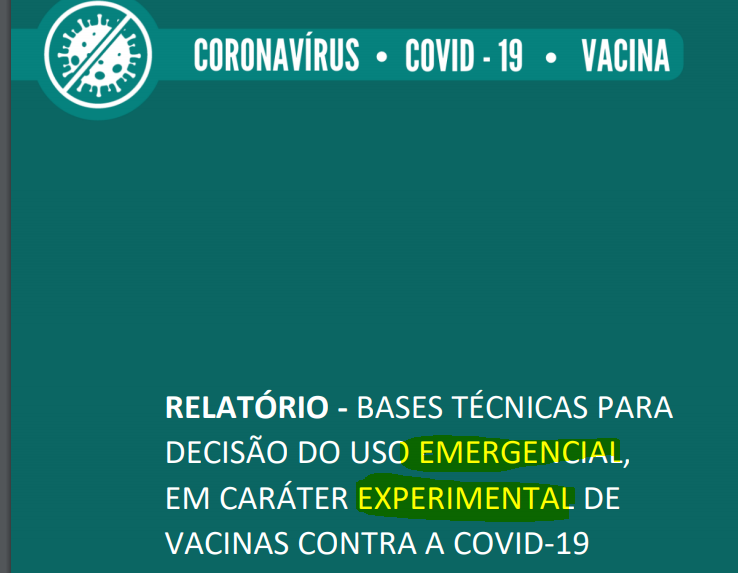 CORONAVÍRUS • COVID - 19 • VACINA
RELATÓRIO - BASES TÉCNICAS PARA
DECISÃO DO USO EMERGENCIAL,
EM CARÁTER EXPERIMENTAL DE
VACINAS CONTRA A COVID-19